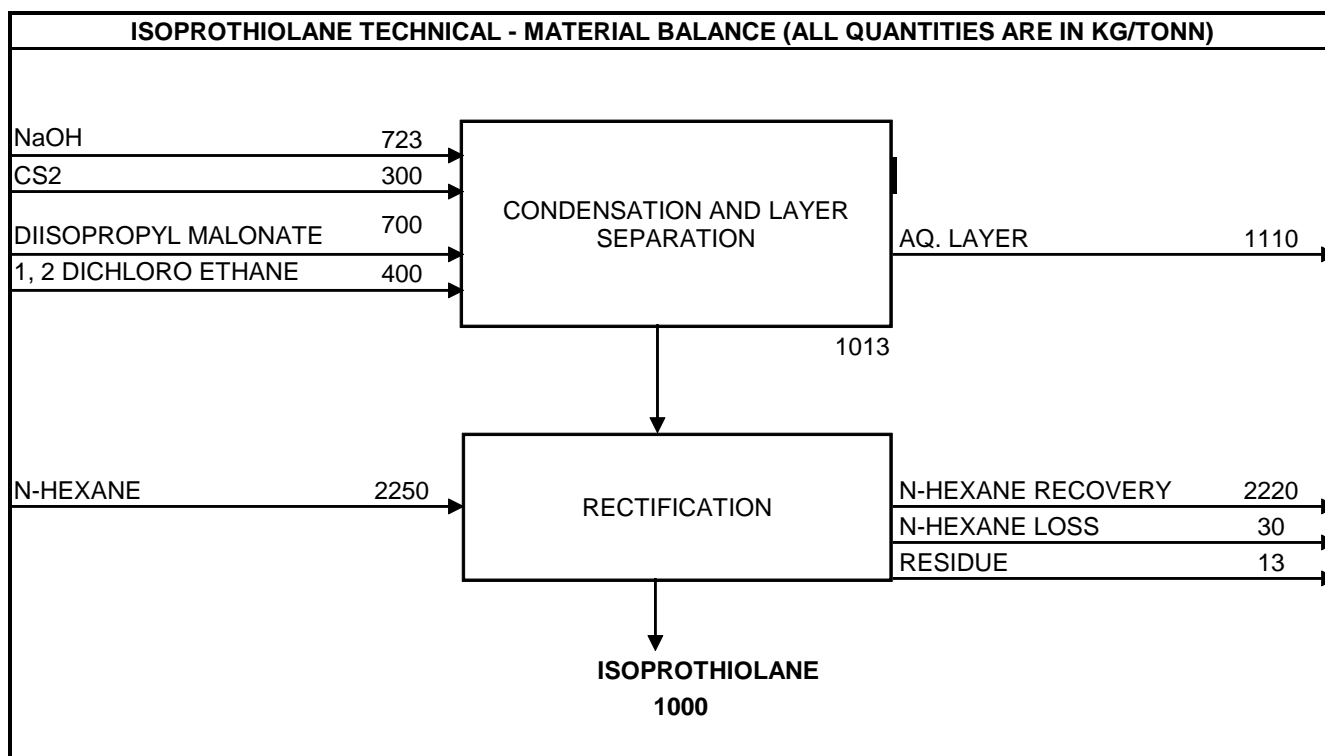 ISOPROTHIOLANE TECHNICAL - MATERIAL BALANCE (ALL QUANTITIES ARE IN KG/TONN)
NaOH 723
CS2 300
DIISOPROPYL MALONATE 700
1, 2 DICHLORO ETHANE 400
CONDENSATION AND LAYER
SEPARATION
AQ. LAYER 1110
1013
N-HEXANE 2250
RECTIFICATION
N-HEXANE RECOVERY 2220
N-HEXANE LOSS 30
RESIDUE 13
ISOPROTHIOLANE
1000